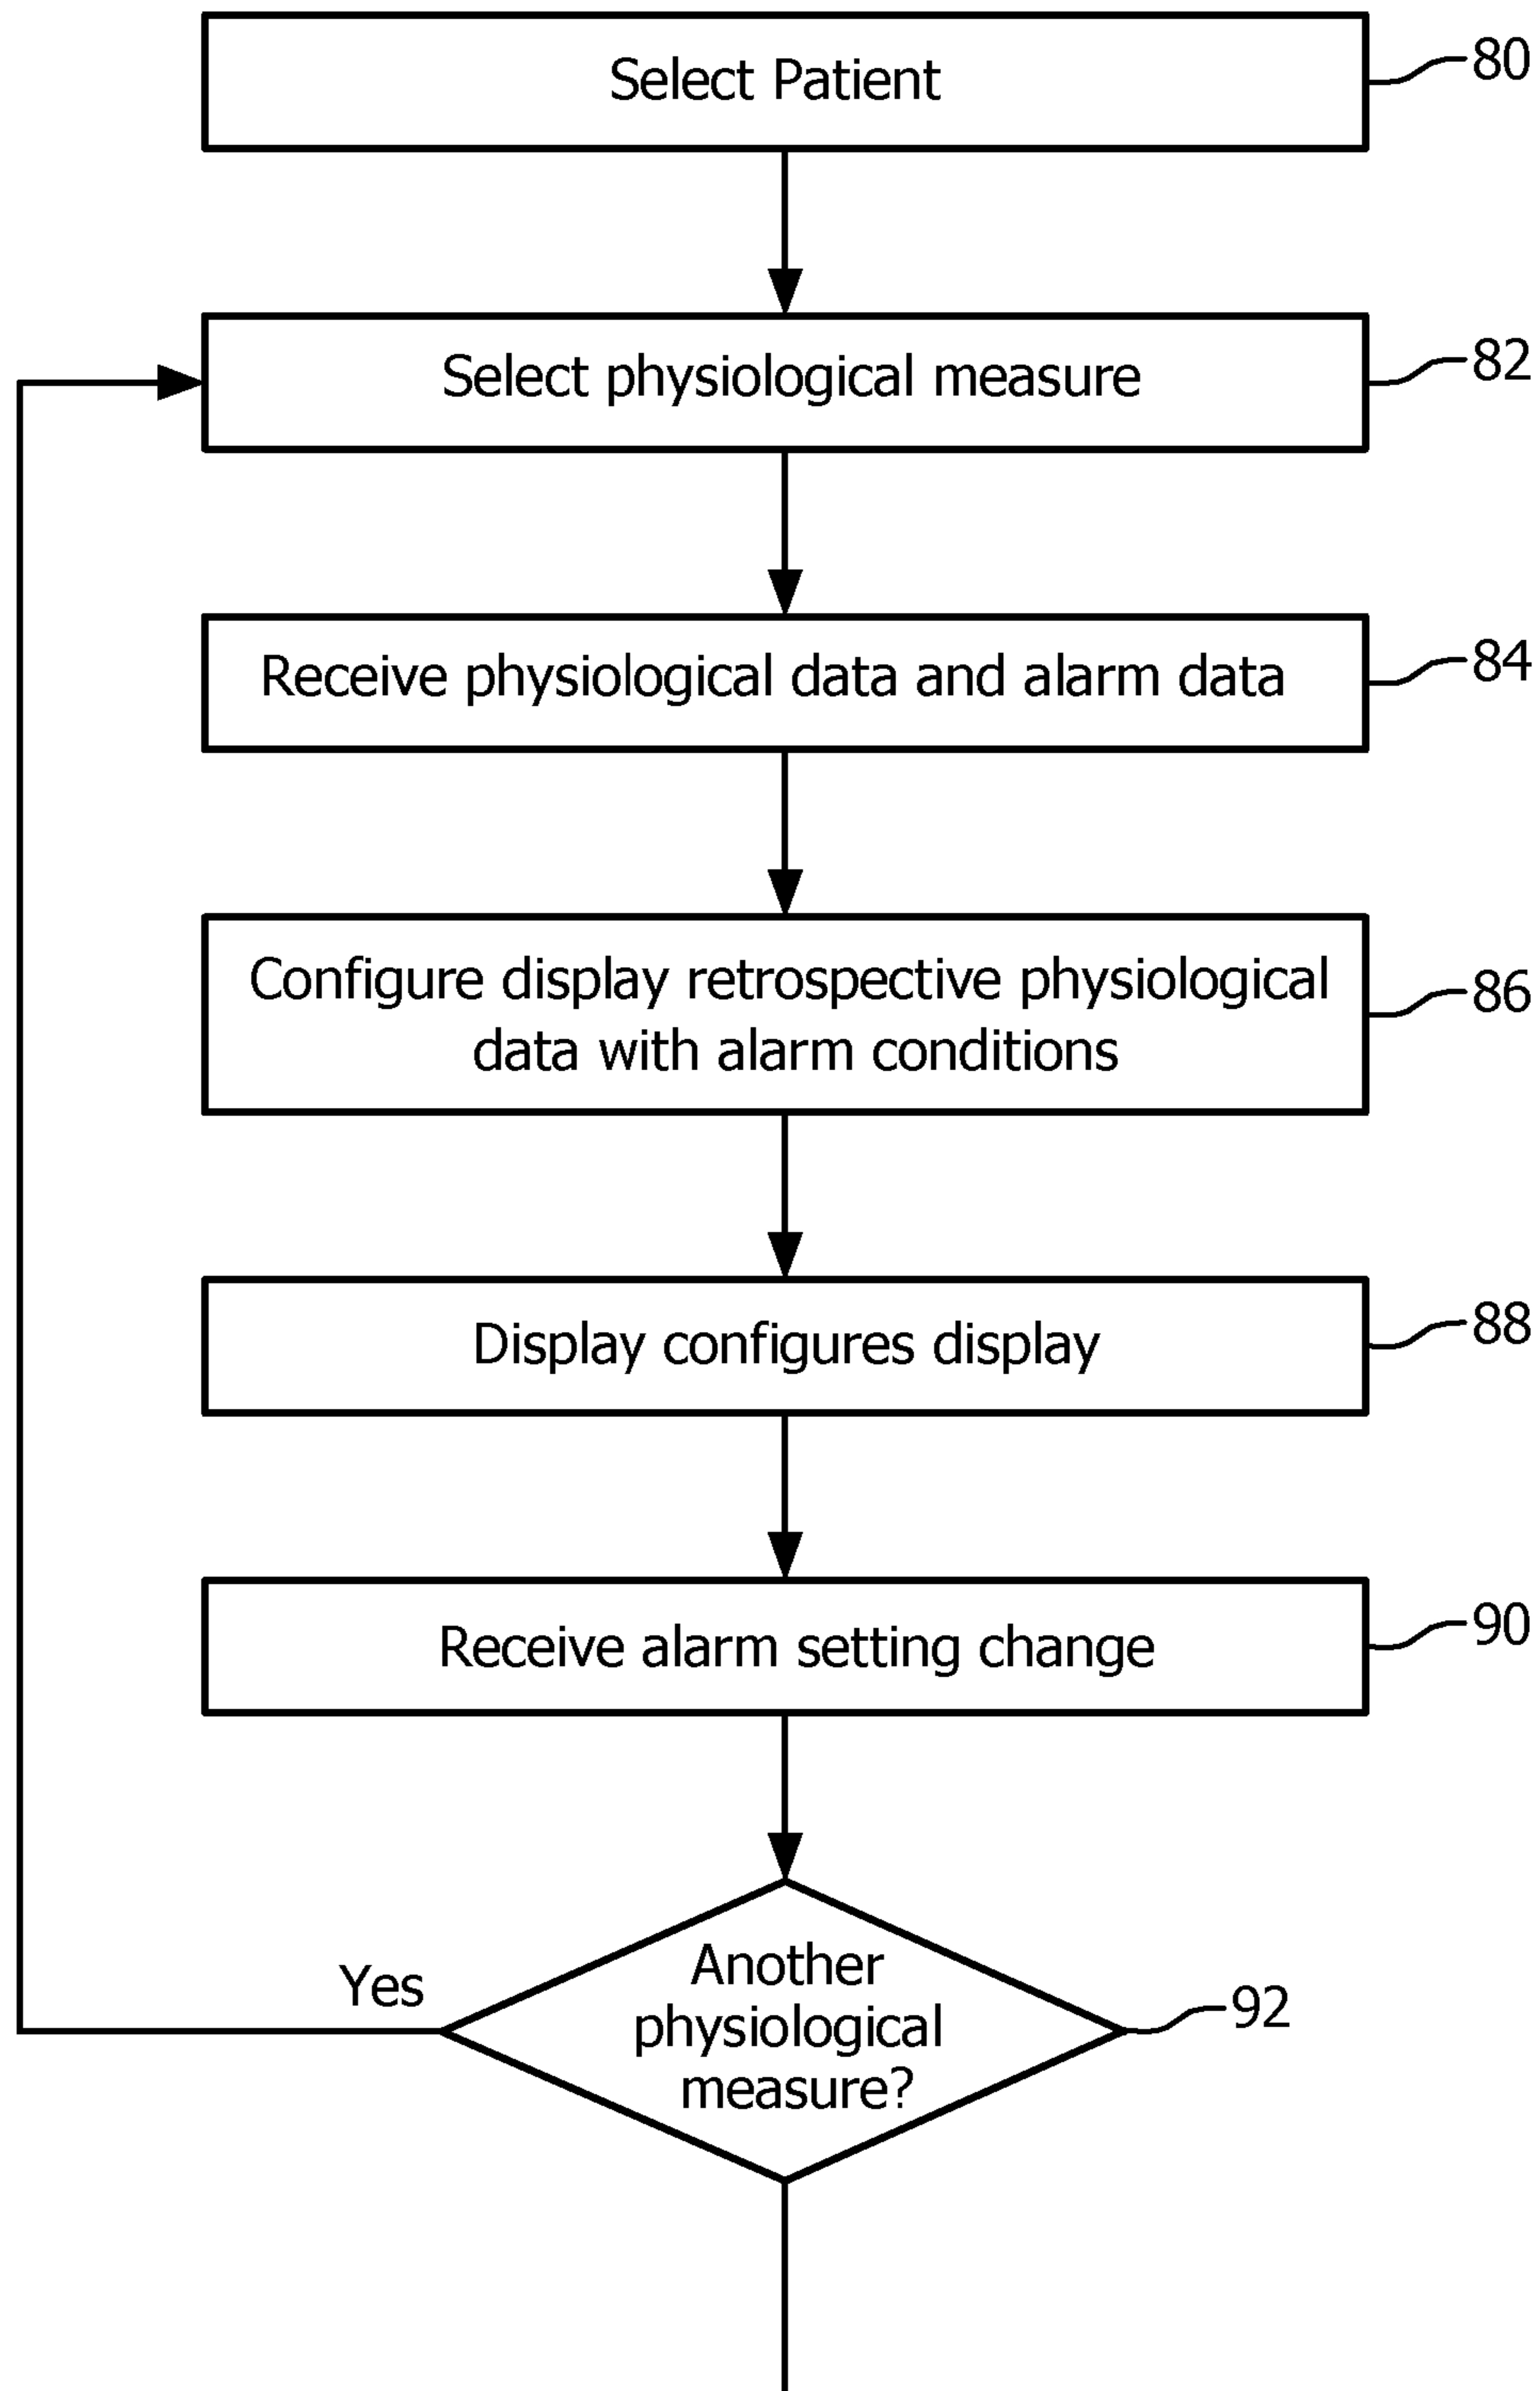 Select Patient
80
Select physiological measure
82
Receive physiological data and alarm data
84
Configure display retrospective physiological
data with alarm conditions
86
Display configures display
88
Receive alarm setting change
90
Another
physiological
measure?
Yes
92